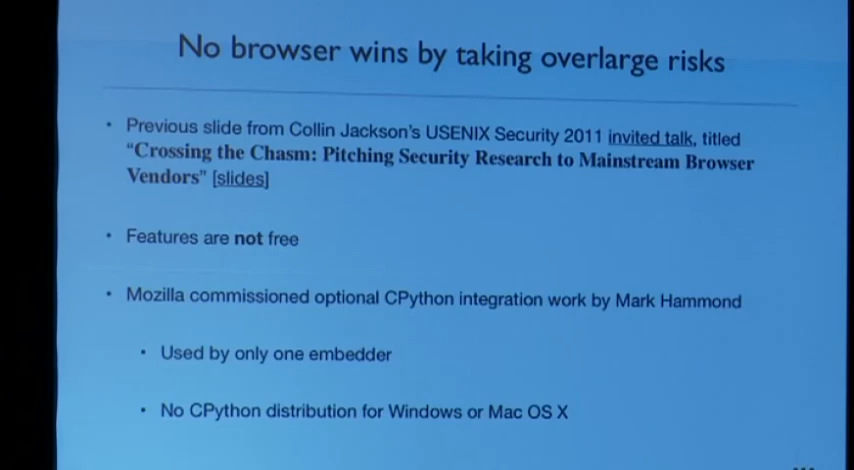 No browser wins by taking overlarge risks
• Previous slide from Collin Jackson's USENIX Security 2011 invited talk, titled
“Crossing the Chasm: Pitching Security Research to Mainstream Browser
Vendors” [slides]
• Features are not free
• Mozilla commissioned optional CPython integration work by Mark Hammond
• Used by only one embedder
• No CPython distribution for Windows or Mac OS X